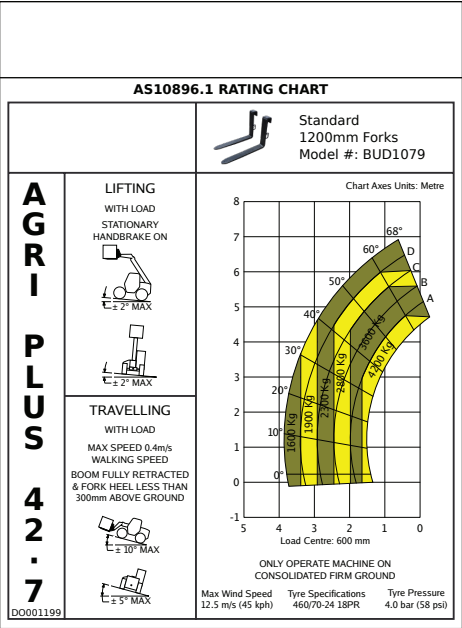 AS10896.1 RATING CHART
Standard
1200mm Forks
Model #: BUD1079
AGRI PLUS 42.7
DO001199
LIFTING
WITH LOAD
STATIONARY
HANDBRAKE ON
± 2° MAX
± 2° MAX
TRAVELLING
WITH LOAD
MAX SPEED 0.4m/s
WALKING SPEED
BOOM FULLY RETRACTED
& FORK HEEL LESS THAN
300mm ABOVE GROUND
± 10° MAX
± 5° MAX
Chart Axes Units: Metre
8
7
6
5
4
3
2
1
0
-1
5 4 3 2 1 0
68°
60°
50°
40°
30°
20°
10°
0°
D
C
B
A
1600 Kg
1900 Kg
2300 Kg
2800 Kg
3600 Kg
4200 Kg
Load Centre: 600 mm
ONLY OPERATE MACHINE ON
CONSOLIDATED FIRM GROUND
Max Wind Speed Tyre Specifications Tyre Pressure
12.5 m/s (45 kph) 460/70-24 18PR 4.0 bar (58 psi)